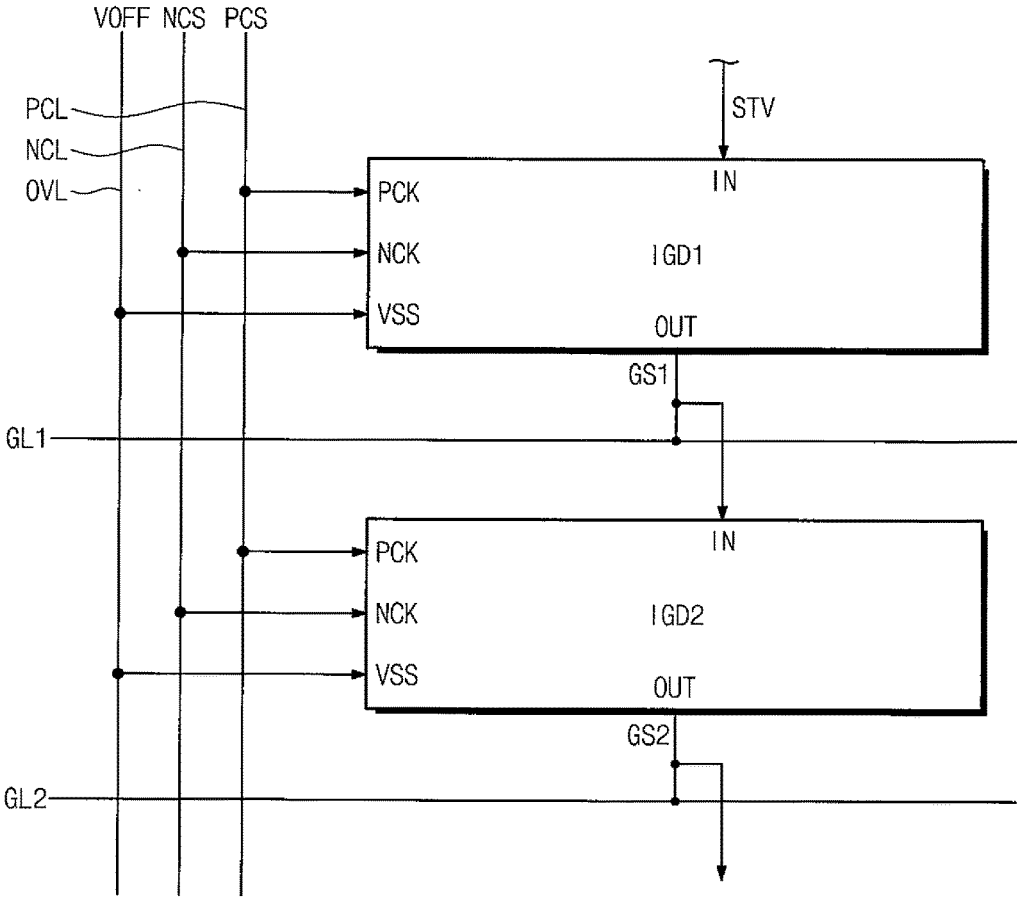 VOFF NCS PCS
PCL
STV
NCL
OVL
IN
PCK
NCK
IGD1
VSS
OUT
GS1
GL1
IN
PCK
NCK
IGD2
VSS
OUT
GS2
GL2